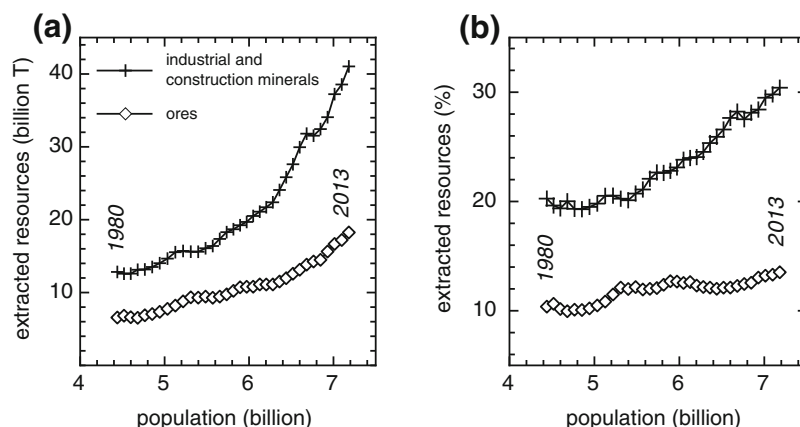 (a)
industrial and
construction minerals
ores
extracted resources (billion T)
40
30
20
10
1980
2013
4
5
6
7
population (billion)
(b)
extracted resources (%)
30
20
10
1980
2013
4
5
6
7
population (billion)